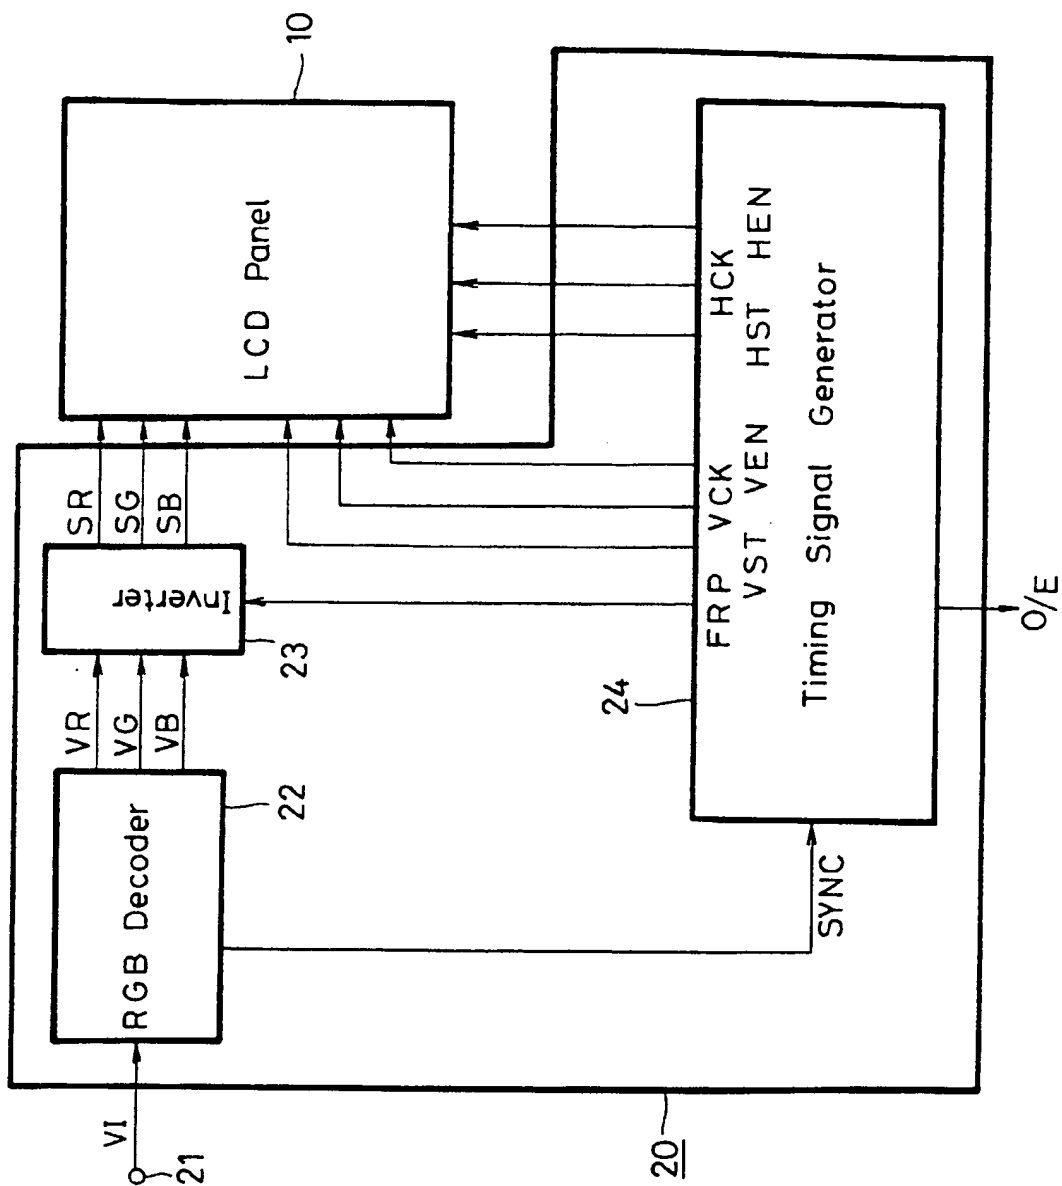 VI
21
RGB Decoder
22
VR
VG
VB
Inverter
23
SR
SG
SB
LCD Panel
10
SYNC
24
FRP VCK HCK
VST VEN HST HEN
Timing Signal Generator
O/E
20